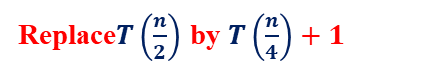 ReplaceT(n/2) by T(n/4) + 1